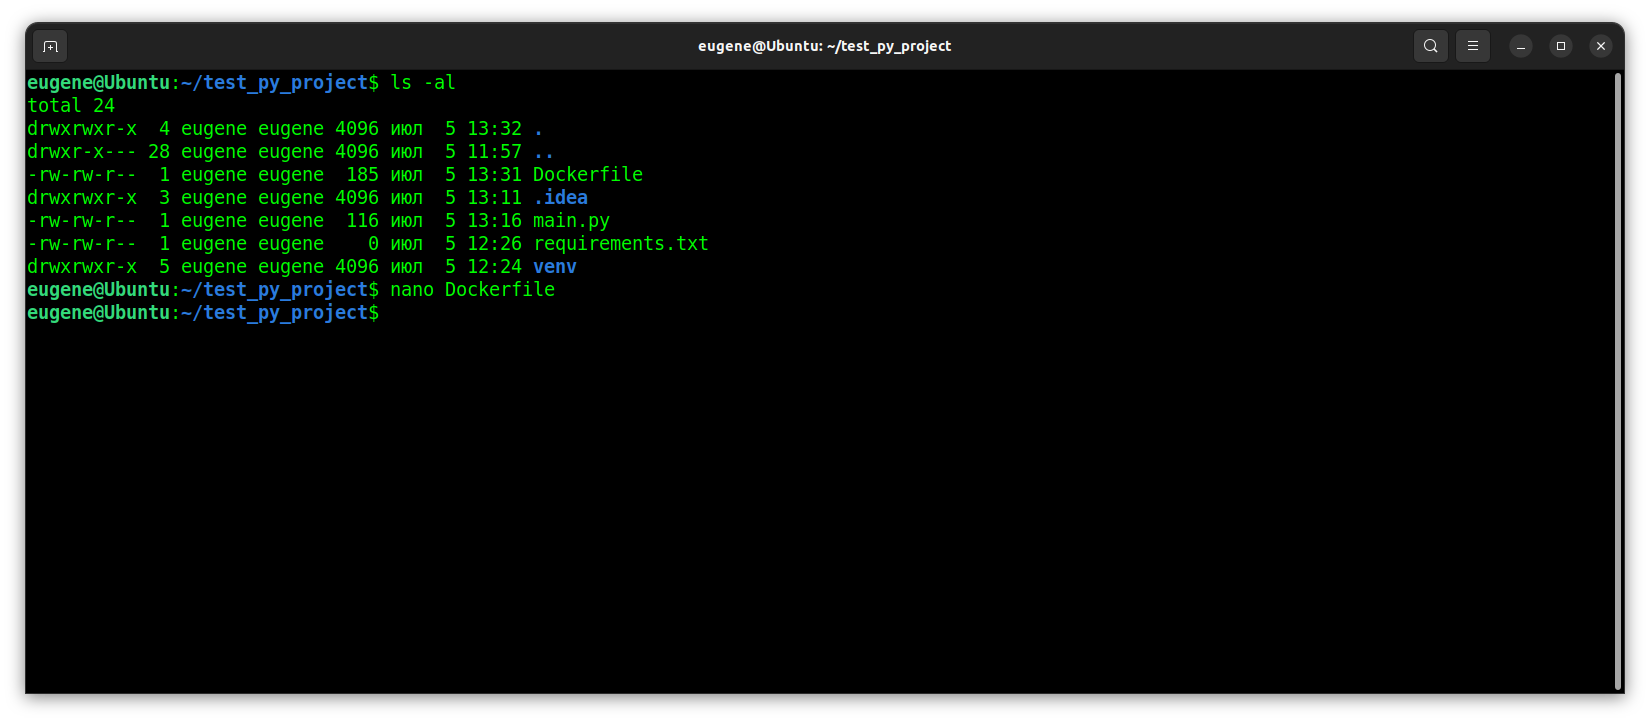 eugene@Ubuntu: ~/test_py_project
eugene@Ubuntu:~/test_py_project$ ls -al
total 24
drwxrwxr-x  4 eugene eugene 4096 июл  5 13:32 .
drwxr-x--- 28 eugene eugene 4096 июл  5 11:57 ..
-rw-rw-r--  1 eugene eugene  185 июл  5 13:31 Dockerfile
drwxrwxr-x  3 eugene eugene 4096 июл  5 13:11 .idea
-rw-rw-r--  1 eugene eugene  116 июл  5 13:16 main.py
-rw-rw-r--  1 eugene eugene    0 июл  5 12:26 requirements.txt
drwxrwxr-x  5 eugene eugene 4096 июл  5 12:24 venv
eugene@Ubuntu:~/test_py_project$ nano Dockerfile
eugene@Ubuntu:~/test_py_project$